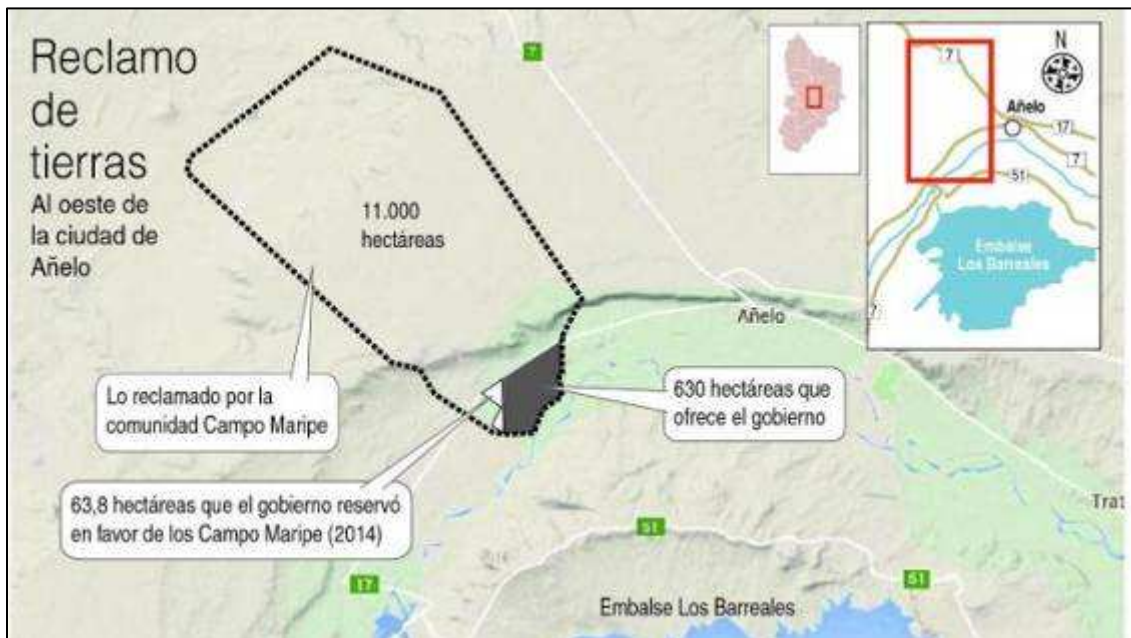 Reclamo
de
tierras
Al oeste de
la ciudad de
Añelo
7
11.000
hectáreas
Añelo
Lo reclamado por la
comunidad Campo Maripe
630 hectáreas que
ofrece el gobierno
63,8 hectáreas que el gobierno reservó
en favor de los Campo Maripe (2014)
17
51
51
Embalse Los Barreales
Trat
N
7
Añelo
17
7
51
Embalse
Los Barreales
7